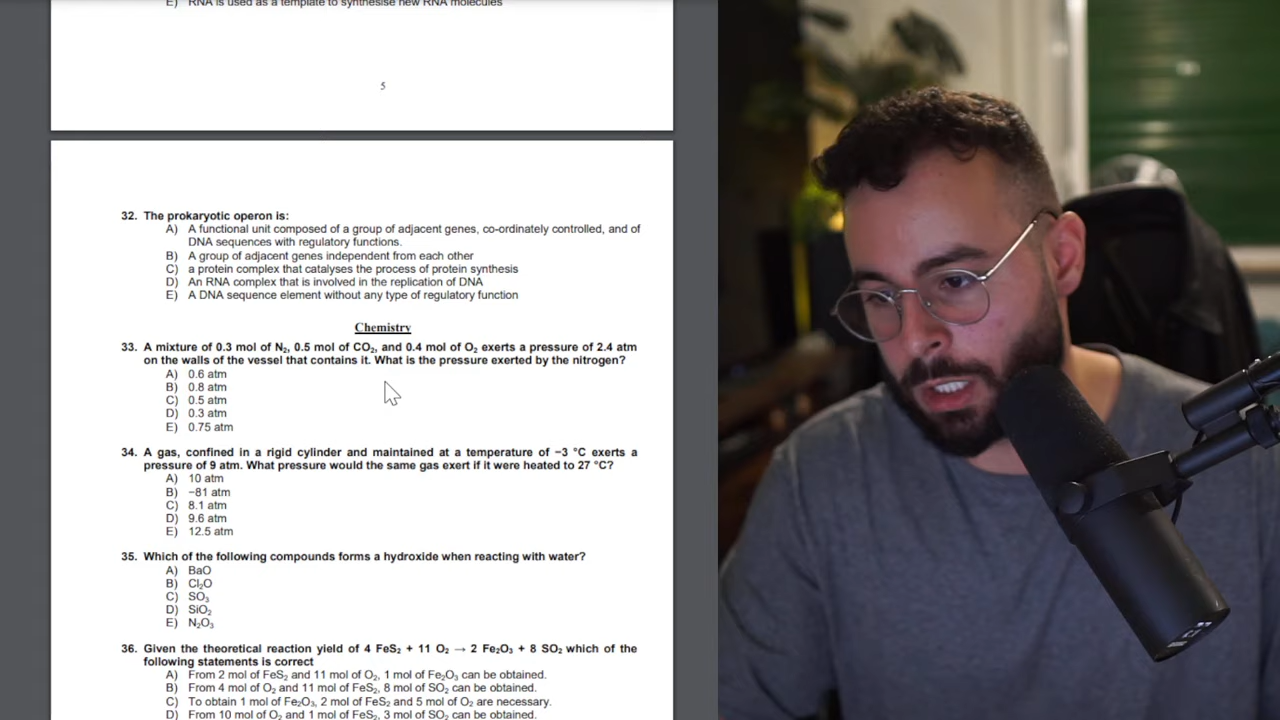 E) RNA is used as a template to synthesise new RNA molecules
5
32. The prokaryotic operon is:
A) A functional unit composed of a group of adjacent genes, co-ordinately controlled, and of
DNA sequences with regulatory functions.
B) A group of adjacent genes independent from each other
C) a protein complex that catalyses the process of protein synthesis
D) An RNA complex that is involved in the replication of DNA
E) A DNA sequence element without any type of regulatory function
Chemistry
33. A mixture of 0.3 mol of N₂, 0.5 mol of CO₂, and 0.4 mol of O₂ exerts a pressure of 2.4 atm
on the walls of the vessel that contains it. What is the pressure exerted by the nitrogen?
A) 0.6 atm
B) 0.8 atm
C) 0.5 atm
D) 0.3 atm
E) 0.75 atm
34. A gas, confined in a rigid cylinder and maintained at a temperature of −3 °C exerts a
pressure of 9 atm. What pressure would the same gas exert if it were heated to 27 °C?
A) 10 atm
B) −81 atm
C) 8.1 atm
D) 9.6 atm
E) 12.5 atm
35. Which of the following compounds forms a hydroxide when reacting with water?
A) BaO
B) Cl₂O
C) SO₃
D) SiO₂
E) N₂O₃
36. Given the theoretical reaction yield of 4 FeS₂ + 11 O₂ → 2 Fe₂O₃ + 8 SO₂ which of the
following statements is correct
A) From 2 mol of FeS₂ and 11 mol of O₂, 1 mol of Fe₂O₃ can be obtained.
B) From 4 mol of O₂ and 11 mol of FeS₂, 8 mol of SO₂ can be obtained.
C) To obtain 1 mol of Fe₂O₃, 2 mol of FeS₂ and 5 mol of O₂ are necessary.
D) From 10 mol of O₂ and 1 mol of FeS₂, 3 mol of SO₂ can be obtained.